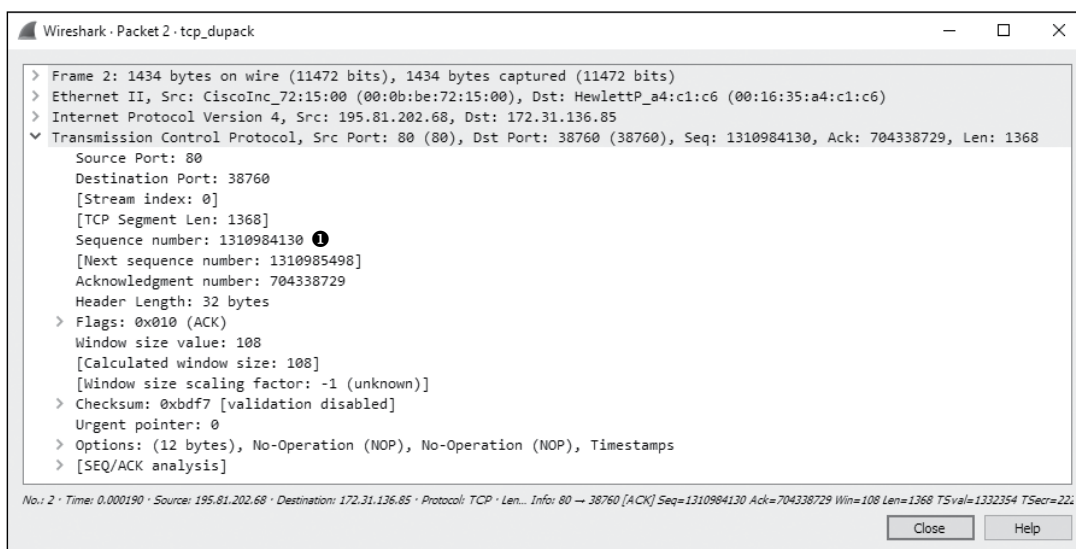 Wireshark · Packet 2 · tcp_dupack
> Frame 2: 1434 bytes on wire (11472 bits), 1434 bytes captured (11472 bits)
> Ethernet II, Src: CiscoInc_72:15:00 (00:0b:be:72:15:00), Dst: HewlettP_a4:c1:c6 (00:16:35:a4:c1:c6)
> Internet Protocol Version 4, Src: 195.81.202.68, Dst: 172.31.136.85
Transmission Control Protocol, Src Port: 80 (80), Dst Port: 38760 (38760), Seq: 1310984130, Ack: 704338729, Len: 1368
Source Port: 80
Destination Port: 38760
[Stream index: 0]
[TCP Segment Len: 1368]
Sequence number: 1310984130 ❶
[Next sequence number: 1310985498]
Acknowledgment number: 704338729
Header Length: 32 bytes
> Flags: 0x010 (ACK)
Window size value: 108
[Calculated window size: 108]
[Window size scaling factor: -1 (unknown)]
> Checksum: 0xbdf7 [validation disabled]
Urgent pointer: 0
> Options: (12 bytes), No-Operation (NOP), No-Operation (NOP), Timestamps
> [SEQ/ACK analysis]
No.: 2 · Time: 0.000190 · Source: 195.81.202.68 · Destination: 172.31.136.85 · Protocol: TCP · Len... Info: 80 → 38760 [ACK] Seq=1310984130 Ack=704338729 Win=108 Len=1368 TSval=1332354 TSecr=222
Close Help